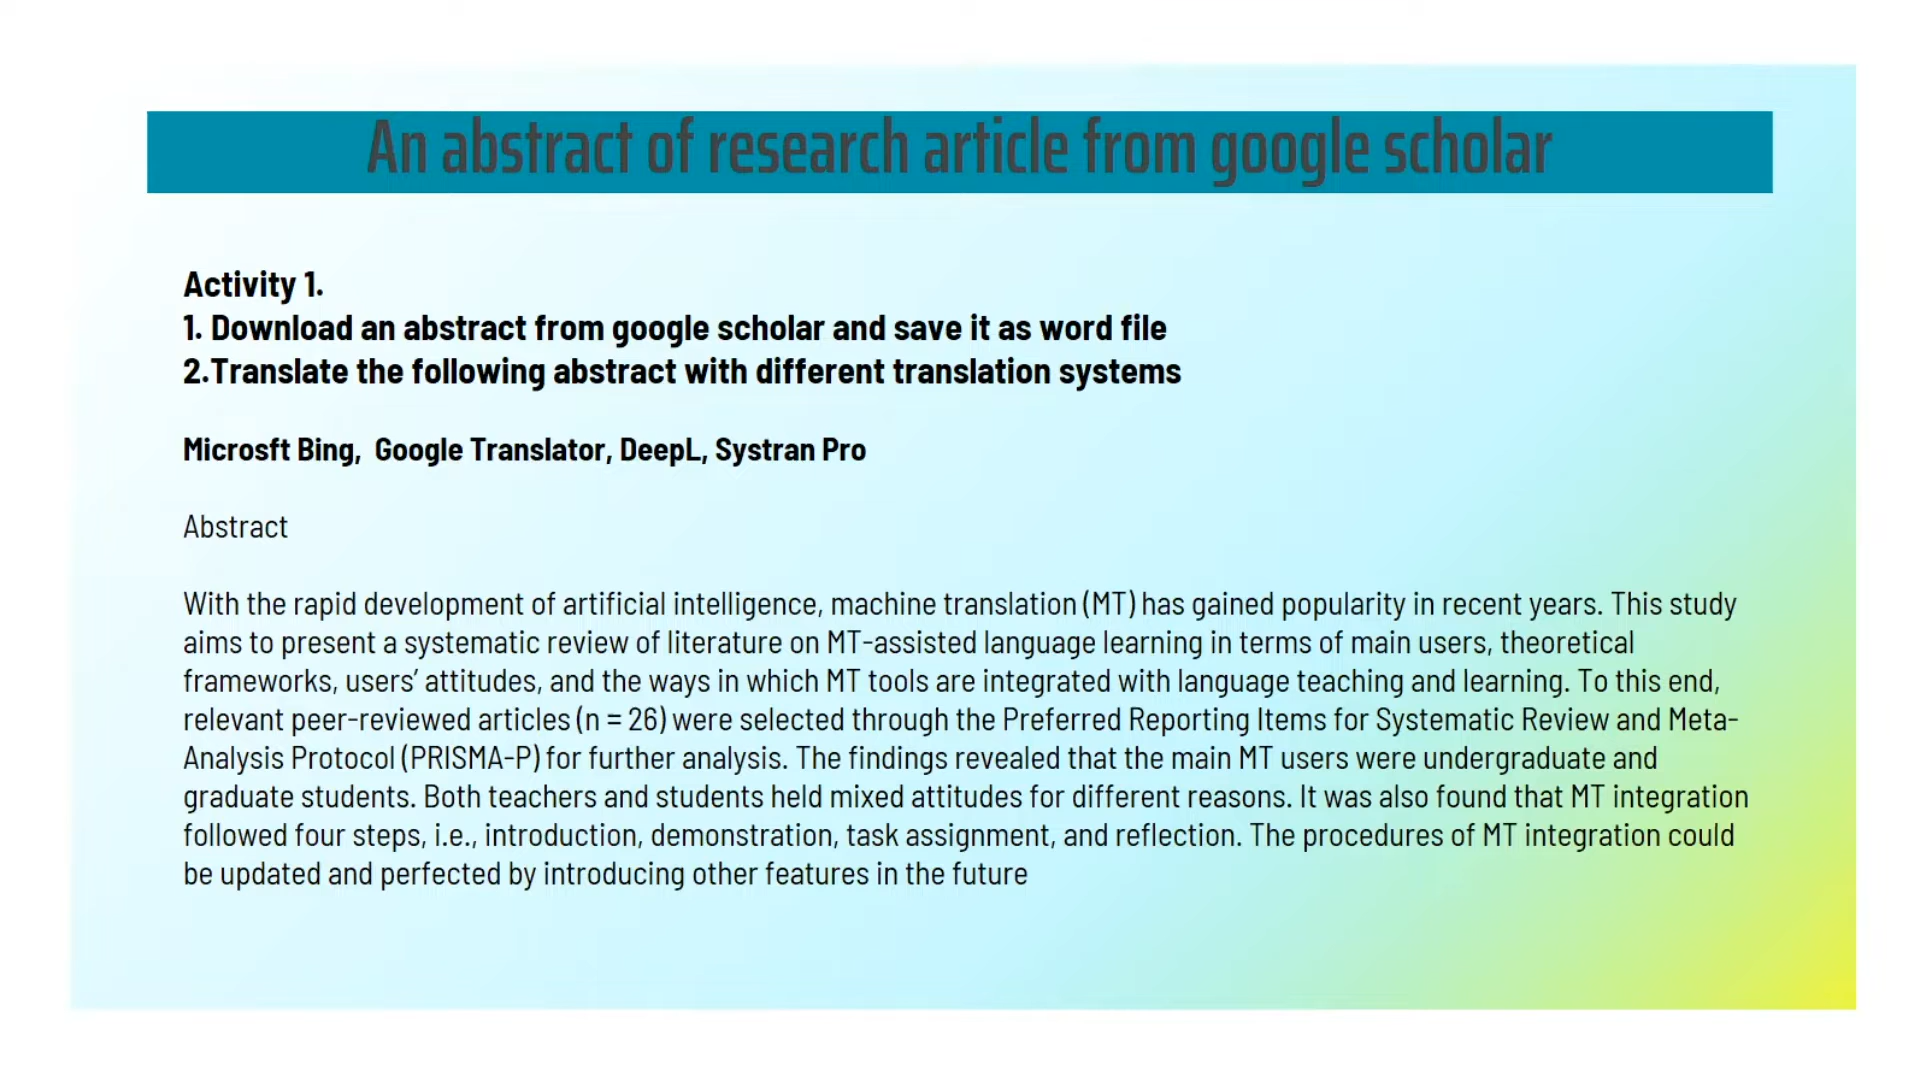 An abstract of research article from google scholar
Activity 1.
1. Download an abstract from google scholar and save it as word file
2.Translate the following abstract with different translation systems
Microsft Bing,  Google Translator, DeepL, Systran Pro
Abstract
With the rapid development of artificial intelligence, machine translation (MT) has gained popularity in recent years. This study
aims to present a systematic review of literature on MT-assisted language learning in terms of main users, theoretical
frameworks, users’ attitudes, and the ways in which MT tools are integrated with language teaching and learning. To this end,
relevant peer-reviewed articles (n = 26) were selected through the Preferred Reporting Items for Systematic Review and Meta-
Analysis Protocol (PRISMA-P) for further analysis. The findings revealed that the main MT users were undergraduate and
graduate students. Both teachers and students held mixed attitudes for different reasons. It was also found that MT integration
followed four steps, i.e., introduction, demonstration, task assignment, and reflection. The procedures of MT integration could
be updated and perfected by introducing other features in the future